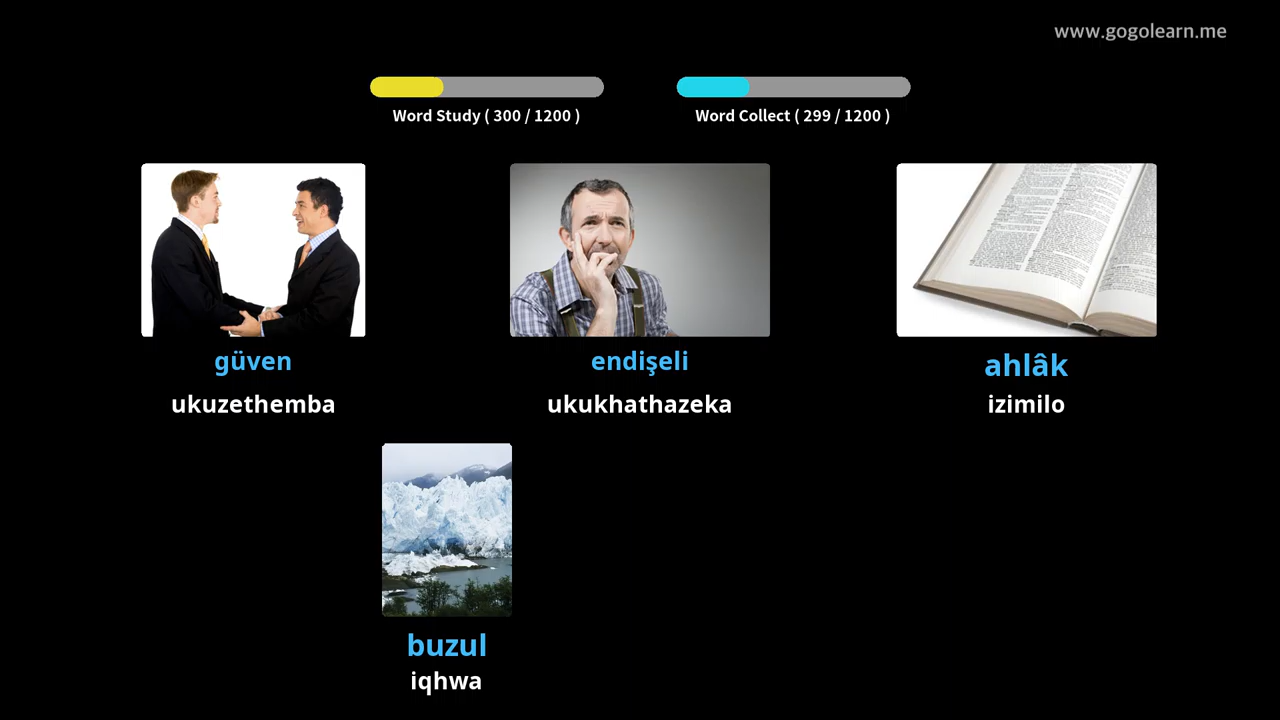 www.gogolearn.me
Word Study ( 300 / 1200 )
Word Collect ( 299 / 1200 )
güven
ukuzethemba
endişeli
ukukhathazeka
ahlâk
izimilo
buzul
iqhwa